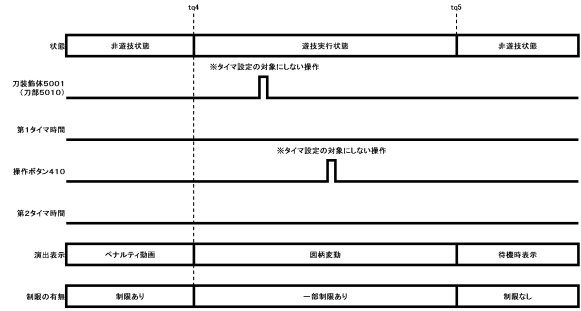 tq4
tq5
状態
非遊技状態
遊技実行状態
非遊技状態
※タイマ設定の対象にしない操作
刀装飾体5001
(刀部5010)
第1タイマ時間
※タイマ設定の対象にしない操作
操作ボタン410
第2タイマ時間
演出表示
ペナルティ動画
図柄変動
待機時表示
制限の有無
制限あり
一部制限あり
制限なし